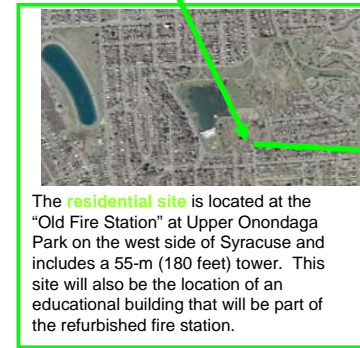 The residential site is located at the
“Old Fire Station” at Upper Onondaga
Park on the west side of Syracuse and
includes a 55-m (180 feet) tower.  This
site will also be the location of an
educational building that will be part of
the refurbished fire station.